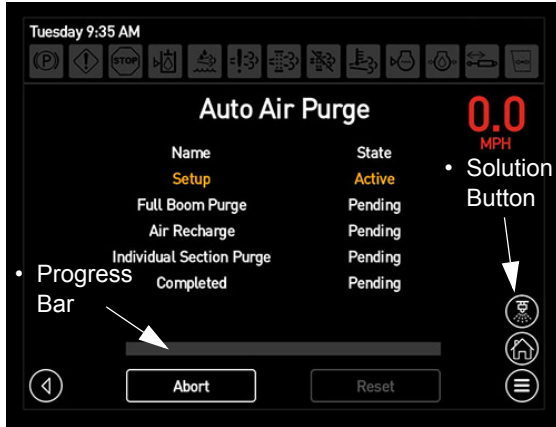 Tuesday 9:35 AM
(P)
STOP
Auto Air Purge
0.0
MPH
Name State
Setup Active
Full Boom Purge Pending
Air Recharge Pending
Individual Section Purge Pending
Completed Pending
• Solution
Button
• Progress
Bar
Abort Reset